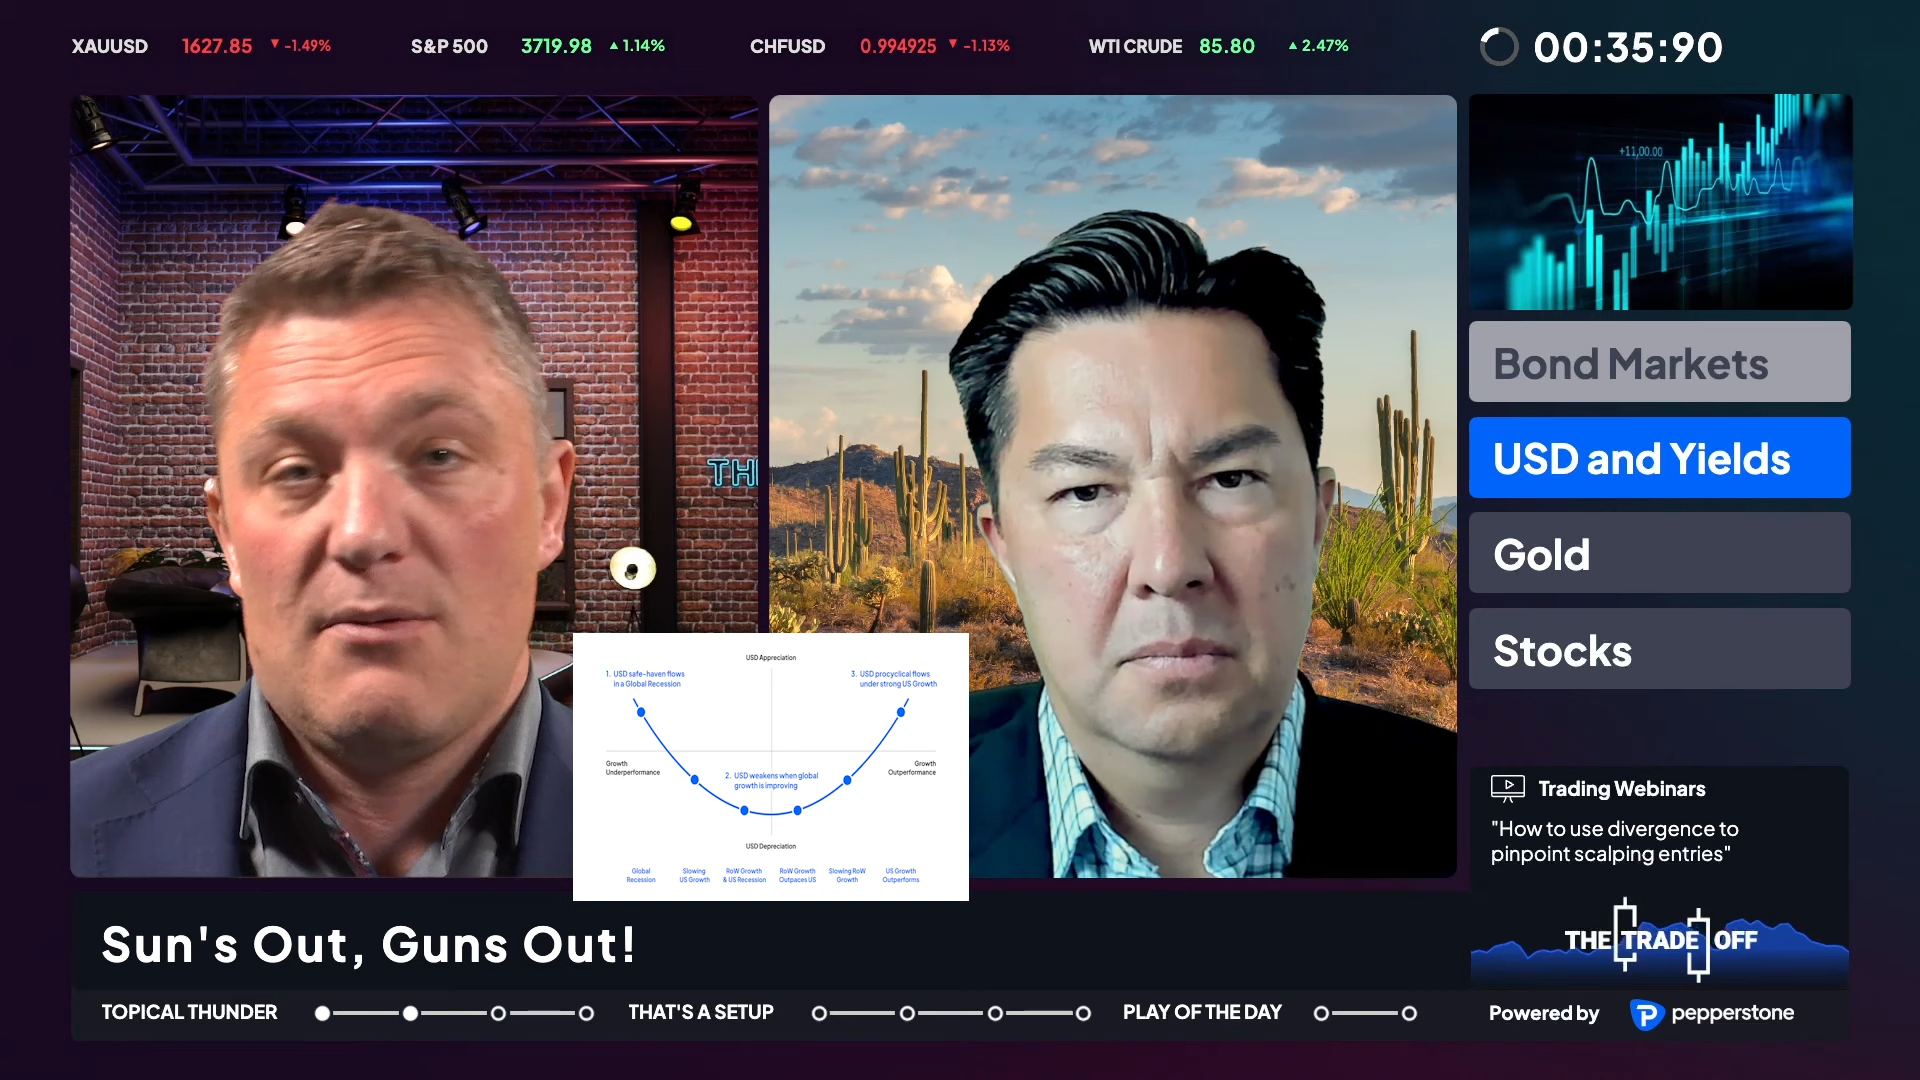 XAUUSD 1627.85 ▼ -1.49% S&P 500 3719.98 ▲ 1.14% CHFUSD 0.994925 ▼ -1.13% WTI CRUDE 85.80 ▲ 2.47% 00:35:90
+11,00.00
Bond Markets
USD and Yields
Gold
Stocks
TH
USD Appreciation
1. USD safe-haven flows
in a Global Recession
3. USD procyclical flows
under strong US Growth
Growth
Underperformance
Growth
Outperformance
2. USD weakens when global
growth is improving
USD Depreciation
Global
Recession
Slowing
US Growth
RoW Growth
& US Recession
RoW Growth
Outpaces US
Slowing RoW
Growth
US Growth
Outperforms
Trading Webinars
"How to use divergence to
pinpoint scalping entries"
THE TRADE OFF
Sun's Out, Guns Out!
TOPICAL THUNDER THAT'S A SETUP PLAY OF THE DAY Powered by pepperstone